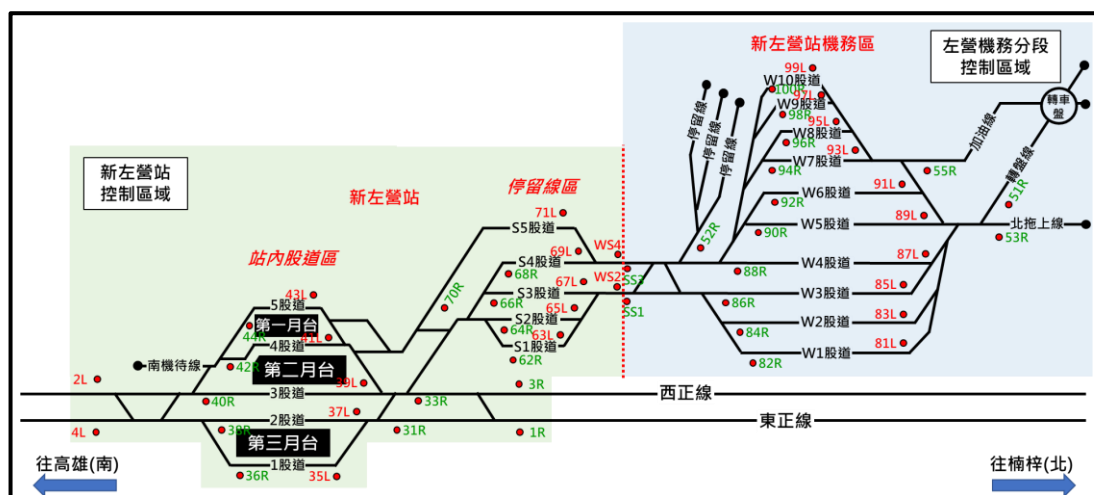 新左營站機務區
左營機務分段
控制區域
99L
W10股道
100R
97L
W9股道
98R
95L
W8股道
96R
93L
W7股道
94R
停留線
停留線
停留線
加油線
轉車
盤
轉盤線
55R
51R
91L
W6股道
92R
89L
W5股道
90R
北拖上線
53R
52R
87L
W4股道
88R
85L
W3股道
86R
83L
W2股道
84R
81L
W1股道
82R
新左營站
控制區域
新左營站
停留線區
站內股道區
71L
S5股道
69L
WS4
S4股道
68R
SS3
67L
WS2
S3股道
66R
SS1
65L
S2股道
64R
63L
S1股道
62R
70R
43L
5股道
第一月台
44R
41L
4股道
南機待線
42R
第二月台
39L
2L
3股道
40R
33R
3R
西正線
37L
2股道
4L
38R
31R
1R
東正線
第三月台
1股道
36R
35L
往高雄(南)
往楠梓(北)